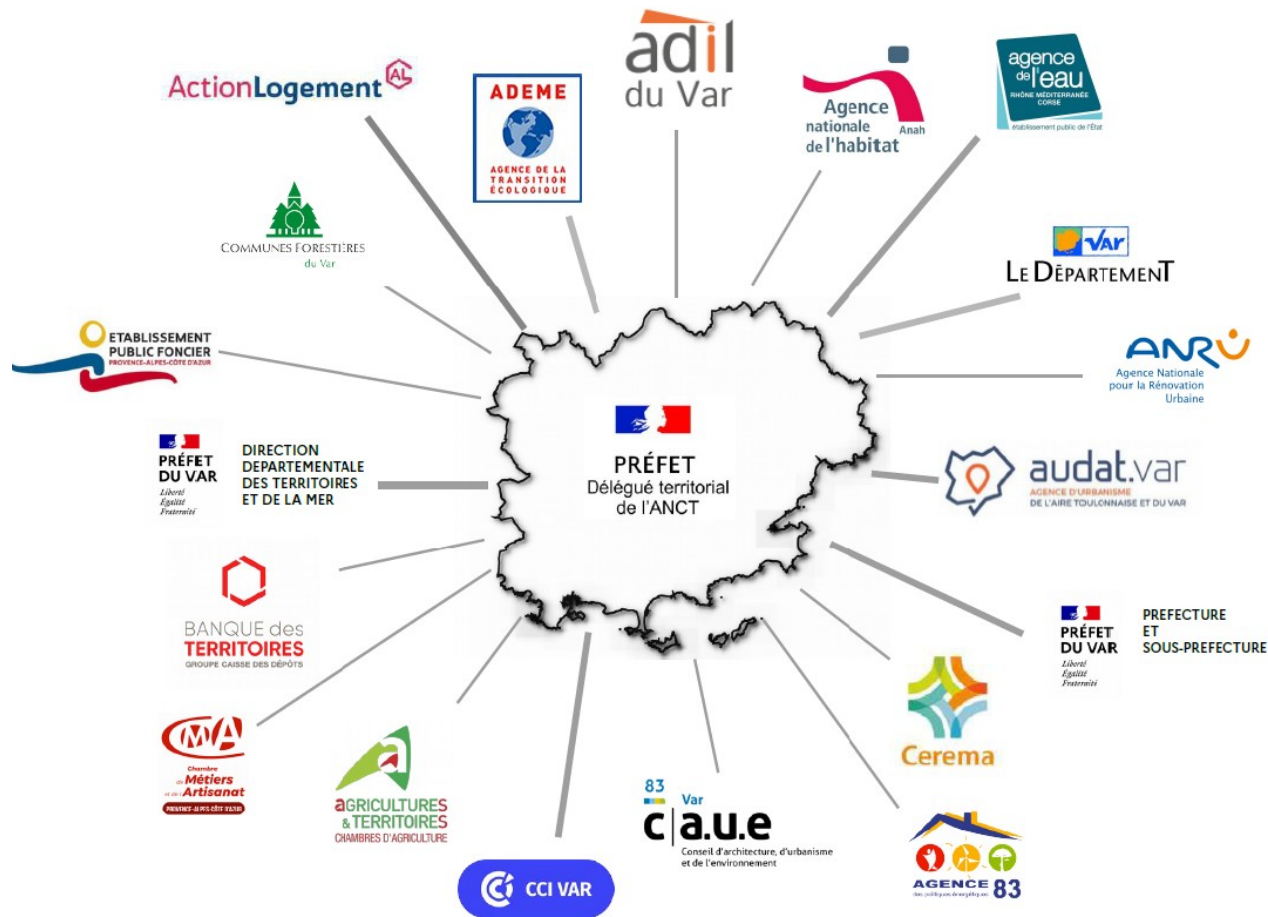 adil
du Var
ActionLogement AL
ADEME
AGENCE DE LA
TRANSITION
ÉCOLOGIQUE
Agence
nationale
de l'habitat
Anah
agence
de l'eau
RHÔNE MÉDITERRANÉE
CORSE
établissement public de l'État
COMMUNES FORESTIÈRES
du Var
VAR
LE DÉPARTEMENT
ETABLISSEMENT
PUBLIC FONCIER
PROVENCE-ALPES-CÔTE D'AZUR
ANRU
Agence Nationale
pour la Rénovation
Urbaine
PRÉFET
DU VAR
Liberté
Égalité
Fraternité
DIRECTION
DEPARTEMENTALE
DES TERRITOIRES
ET DE LA MER
PRÉFET
Délégué territorial
de l'ANCT
audat.var
AGENCE D'URBANISME
DE L'AIRE TOULONNAISE ET DU VAR
BANQUE des
TERRITOIRES
GROUPE CAISSE DES DÉPÔTS
PRÉFET
DU VAR
Liberté
Égalité
Fraternité
PREFECTURE
ET
SOUS-PREFECTURE
Cerema
CMA
Chambre
de Métiers
et de l'Artisanat
PROVENCE-ALPES-CÔTE D'AZUR
a
AGRICULTURES
& TERRITOIRES
CHAMBRES D'AGRICULTURE
83 Var
c|a.u.e
Conseil d'architecture, d'urbanisme
et de l'environnement
CCI VAR
AGENCE 83
des politiques énergétiques